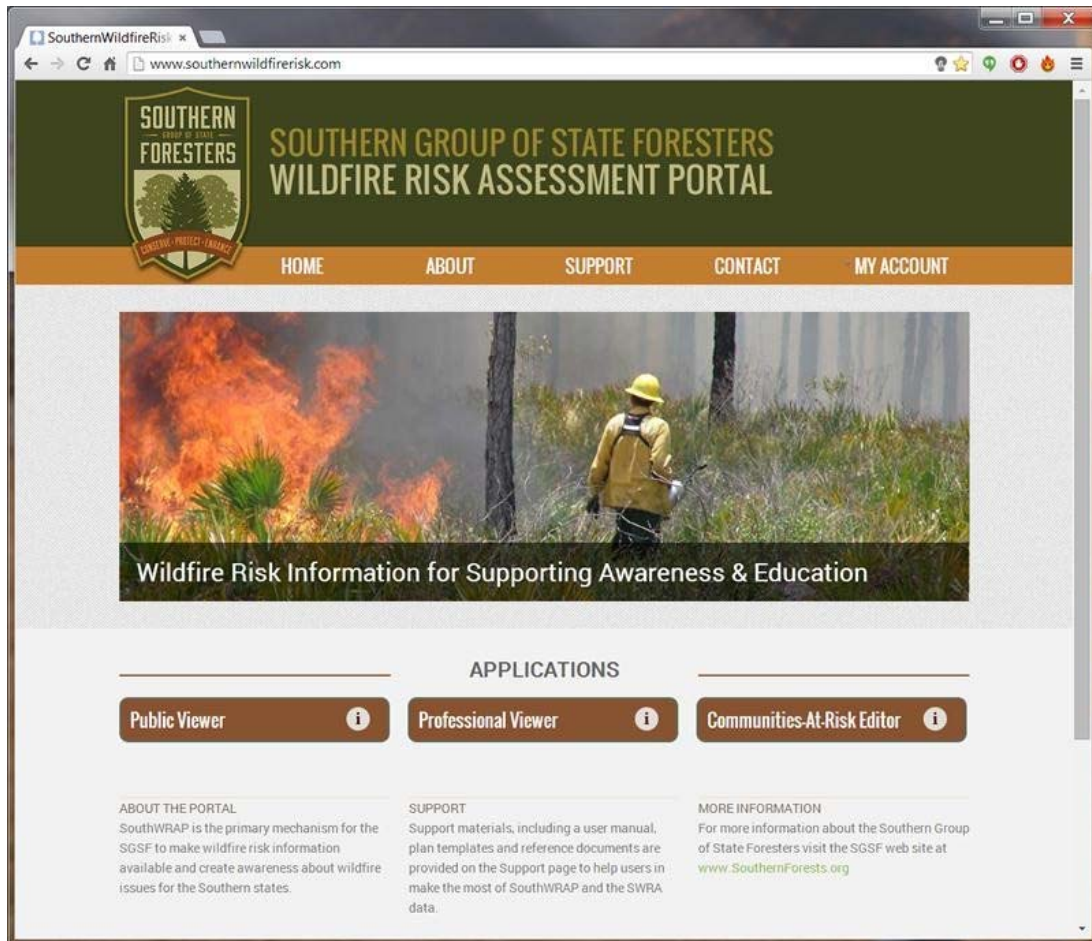 SouthernWildfireRisk
www.southernwildfirerisk.com
SOUTHERN
GROUP OF STATE
FORESTERS
CONSERVE · PROTECT · ENHANCE
SOUTHERN GROUP OF STATE FORESTERS
WILDFIRE RISK ASSESSMENT PORTAL
HOME ABOUT SUPPORT CONTACT MY ACCOUNT
Wildfire Risk Information for Supporting Awareness & Education
APPLICATIONS
Public Viewer i
Professional Viewer i
Communities-At-Risk Editor i
ABOUT THE PORTAL
SouthWRAP is the primary mechanism for the
SGSF to make wildfire risk information
available and create awareness about wildfire
issues for the Southern states.
SUPPORT
Support materials, including a user manual,
plan templates and reference documents are
provided on the Support page to help users in
make the most of SouthWRAP and the SWRA
data.
MORE INFORMATION
For more information about the Southern Group
of State Foresters visit the SGSF web site at
www.SouthernForests.org